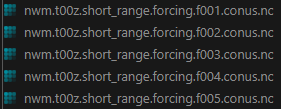 nwm.t00z.short_range.forcing.f001.conus.nc
nwm.t00z.short_range.forcing.f002.conus.nc
nwm.t00z.short_range.forcing.f003.conus.nc
nwm.t00z.short_range.forcing.f004.conus.nc
nwm.t00z.short_range.forcing.f005.conus.nc